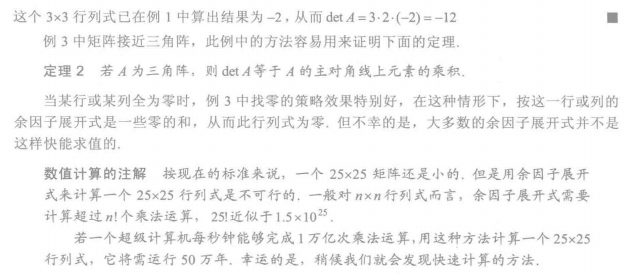 这个 3×3 行列式已在例 1 中算出结果为 -2 , 从而 det A = 3·2·(-2) = -12 ■
例 3 中矩阵接近三角阵, 此例中的方法容易用来证明下面的定理.
定理 2 若 A 为三角阵, 则 det A 等于 A 的主对角线上元素的乘积.
当某行或某列全为零时, 例 3 中找零的策略效果特别好, 在这种情形下, 按这一行或列的
余因子展开式是一些零的和, 从而此行列式为零. 但不幸的是, 大多数的余因子展开式并不是
这样快能求值的.
数值计算的注解 按现在的标准来说, 一个 25×25 矩阵还是小的. 但是用余因子展开
式来计算一个 25×25 行列式是不可行的. 一般对 n×n 行列式而言, 余因子展开式需要
计算超过 n! 个乘法运算, 25! 近似于 1.5×10²⁵.
若一个超级计算机每秒钟能够完成 1 万亿次乘法运算, 用这种方法计算一个 25×25
行列式, 它将需运行 50 万年. 幸运的是, 稍候我们就会发现快速计算的方法.